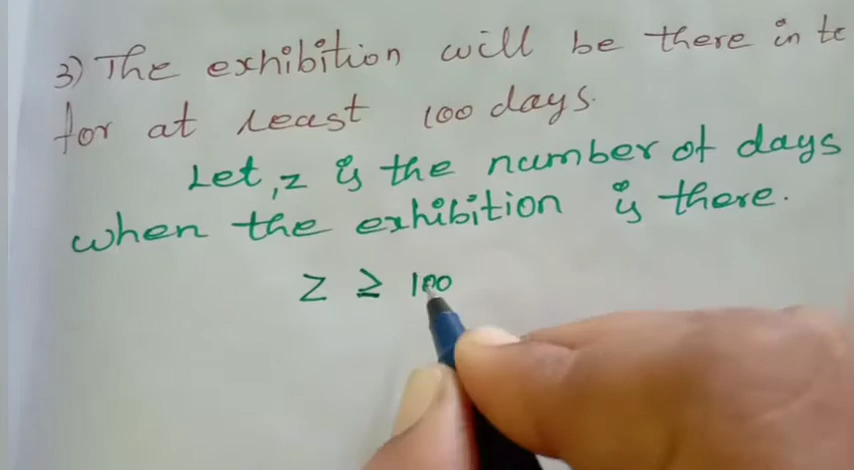 3) The exhibition will be there in
for at least 100 days.
Let, z is the number of days
when the exhibition is there.
z ≥ 100